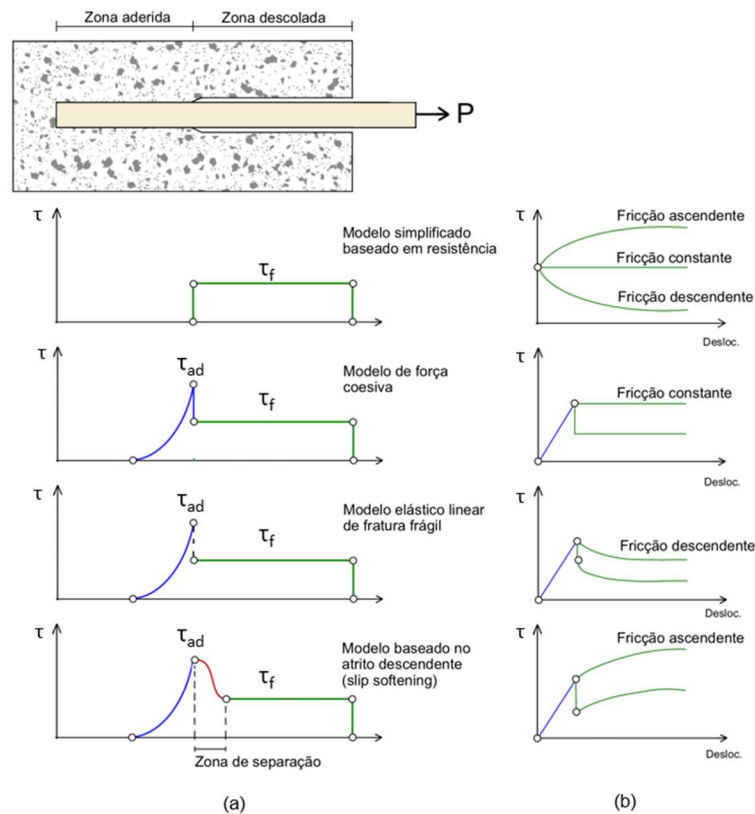 Zona aderida
Zona descolada
P
τ
Modelo simplificado
baseado em resistência
τf
τ
Fricção ascendente
Fricção constante
Fricção descendente
Desloc.
τ
τad
Modelo de força
coesiva
τf
τ
Fricção constante
Desloc.
τ
τad
Modelo elástico linear
de fratura frágil
τf
τ
Fricção descendente
Desloc.
τ
τad
Modelo baseado no
atrito descendente
(slip softening)
τf
Zona de separação
τ
Fricção ascendente
Desloc.
(a)
(b)